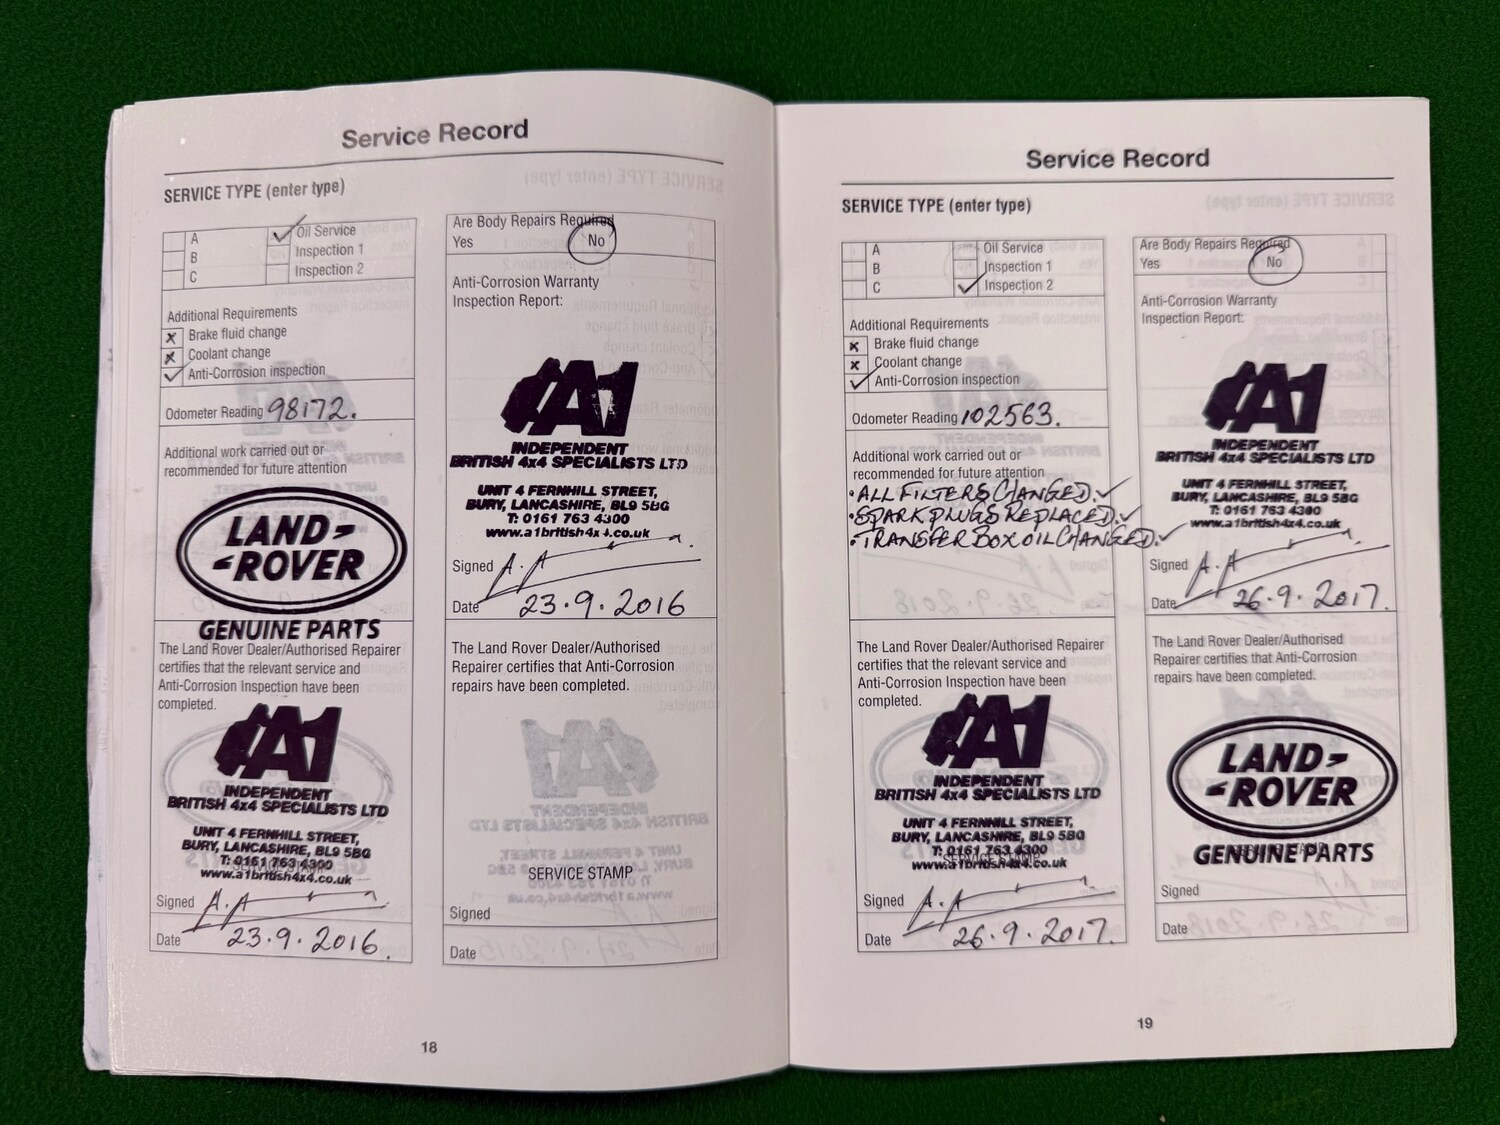 Service Record
SERVICE TYPE (enter type)
A
B
C
Oil Service
Inspection 1
Inspection 2
Additional Requirements
Brake fluid change
Coolant change
Anti-Corrosion inspection
Odometer Reading 98172.
Additional work carried out or
recommended for future attention
LAND-
-ROVER
GENUINE PARTS
The Land Rover Dealer/Authorised Repairer
certifies that the relevant service and
Anti-Corrosion Inspection have been
completed.
A1
INDEPENDENT
BRITISH 4x4 SPECIALISTS LTD
UNIT 4 FERNHILL STREET,
BURY, LANCASHIRE, BL9 5BG
T: 0161 763 4300
www.a1british4x4.co.uk
Signed A.A
Date 23.9.2016.
Are Body Repairs Required
Yes No
Anti-Corrosion Warranty
Inspection Report:
A1
INDEPENDENT
BRITISH 4x4 SPECIALISTS LTD
UNIT 4 FERNHILL STREET,
BURY, LANCASHIRE, BL9 5BG
T: 0161 763 4300
www.a1british4x4.co.uk
Signed A.A
Date 23.9.2016
The Land Rover Dealer/Authorised
Repairer certifies that Anti-Corrosion
repairs have been completed.
SERVICE STAMP
Signed
Date
18
Service Record
SERVICE TYPE (enter type)
A
B
C
Oil Service
Inspection 1
Inspection 2
Additional Requirements
Brake fluid change
Coolant change
Anti-Corrosion inspection
Odometer Reading 102563.
Additional work carried out or
recommended for future attention
• ALL FILTERS CHANGED.
• SPARK PLUGS REPLACED.
• TRANSFER BOX OIL CHANGED.
The Land Rover Dealer/Authorised Repairer
certifies that the relevant service and
Anti-Corrosion Inspection have been
completed.
A1
INDEPENDENT
BRITISH 4x4 SPECIALISTS LTD
UNIT 4 FERNHILL STREET,
BURY, LANCASHIRE, BL9 5BG
T: 0161 763 4300
SERVICE STAMP
www.a1british4x4.co.uk
Signed A.A
Date 26.9.2017.
Are Body Repairs Required
Yes No
Anti-Corrosion Warranty
Inspection Report:
A1
INDEPENDENT
BRITISH 4x4 SPECIALISTS LTD
UNIT 4 FERNHILL STREET,
BURY, LANCASHIRE, BL9 5BG
T: 0161 763 4300
www.a1british4x4.co.uk
Signed A.A
Date 26.9.2017.
The Land Rover Dealer/Authorised
Repairer certifies that Anti-Corrosion
repairs have been completed.
LAND-
-ROVER
GENUINE PARTS
Signed
Date
19